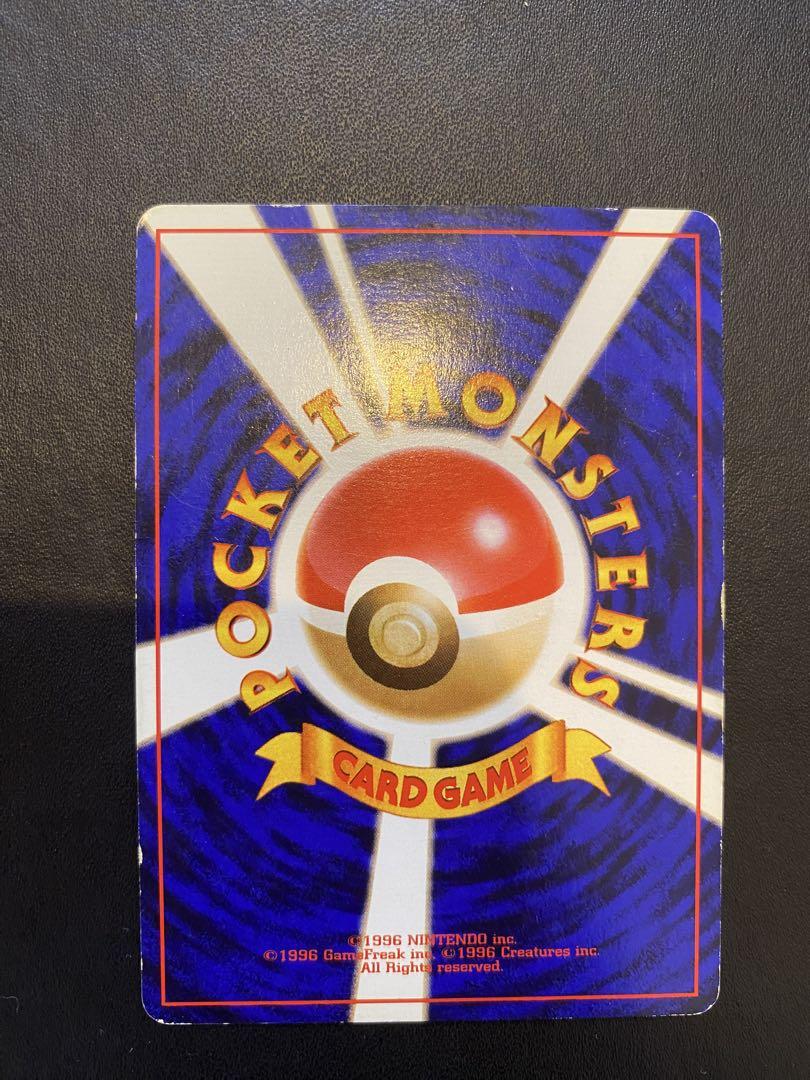 POCKET MONSTERS
CARD GAME
©1996 NINTENDO inc.
©1996 GameFreak inc. ©1996 Creatures inc.
All Rights reserved.